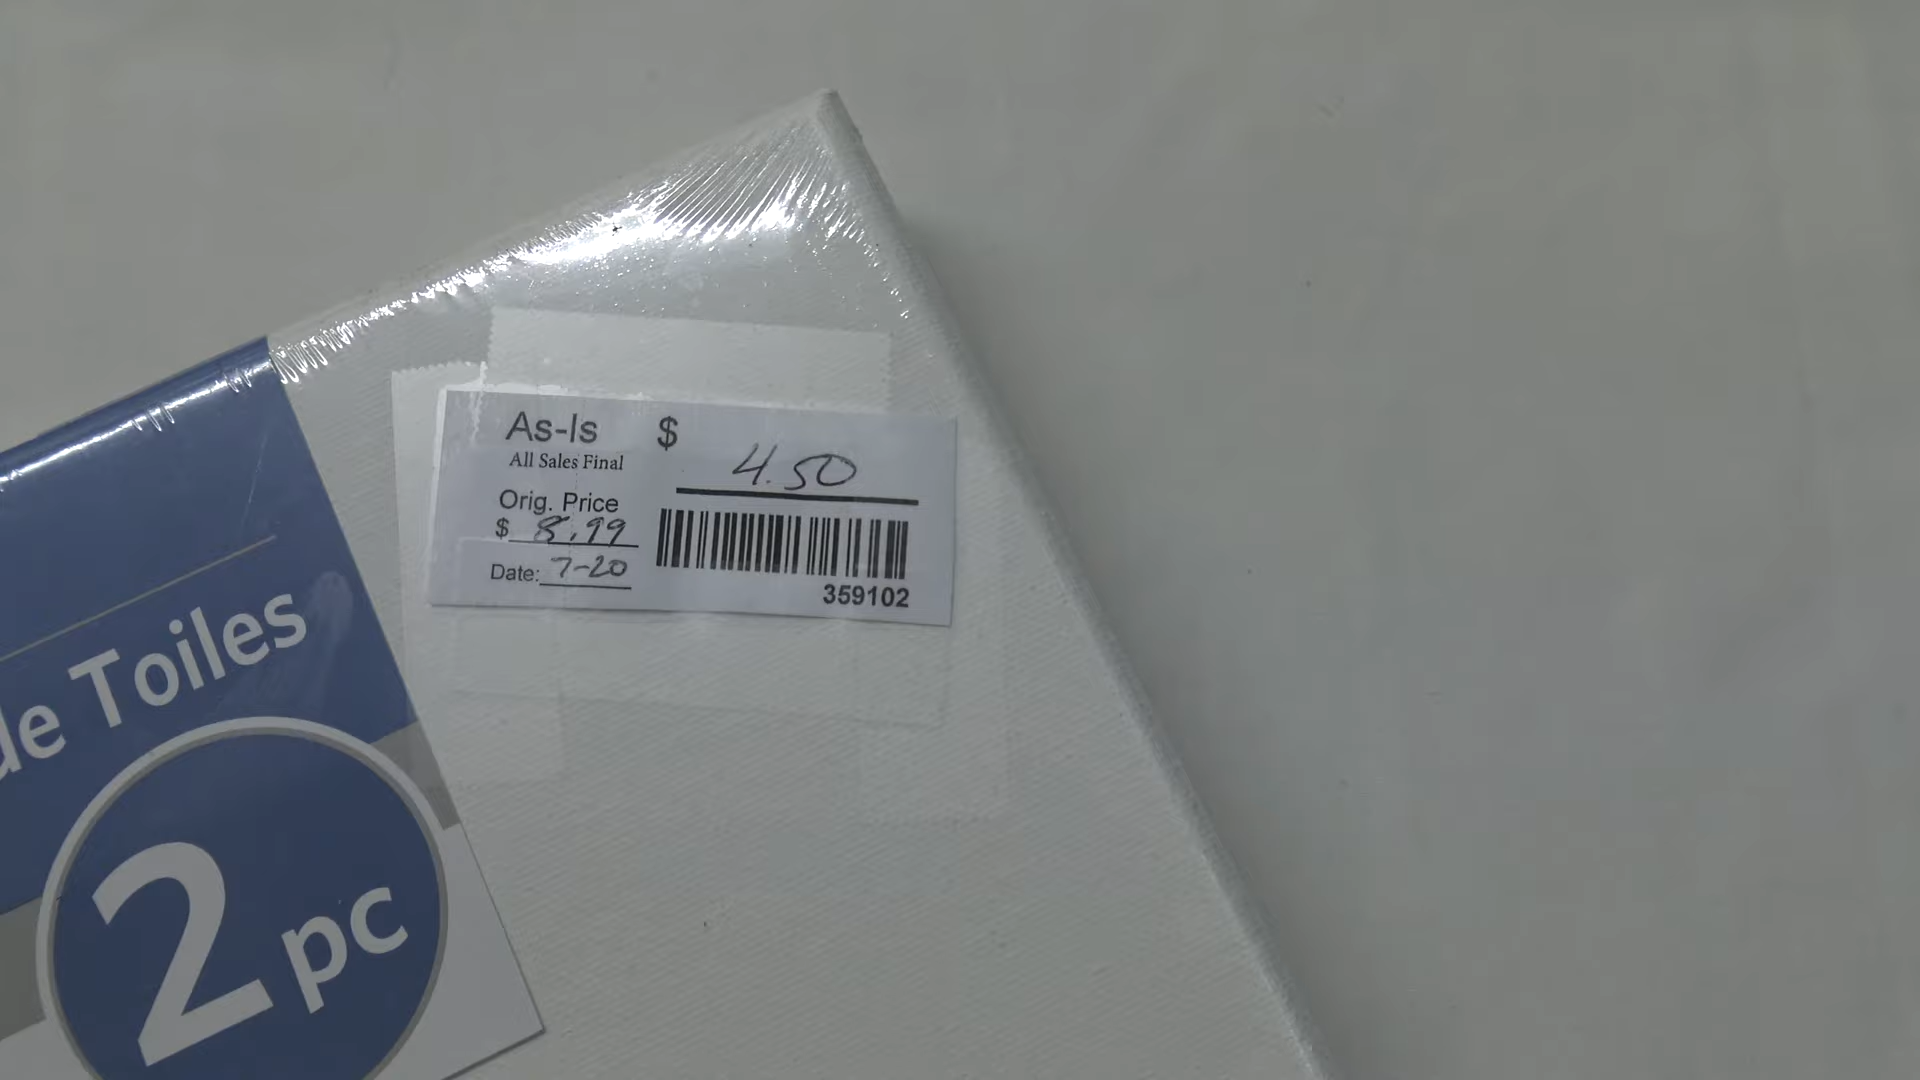 As-Is $ 4.50
All Sales Final
Orig. Price
$ 8.99
Date: 7-20
359102
de Toiles
2 pc